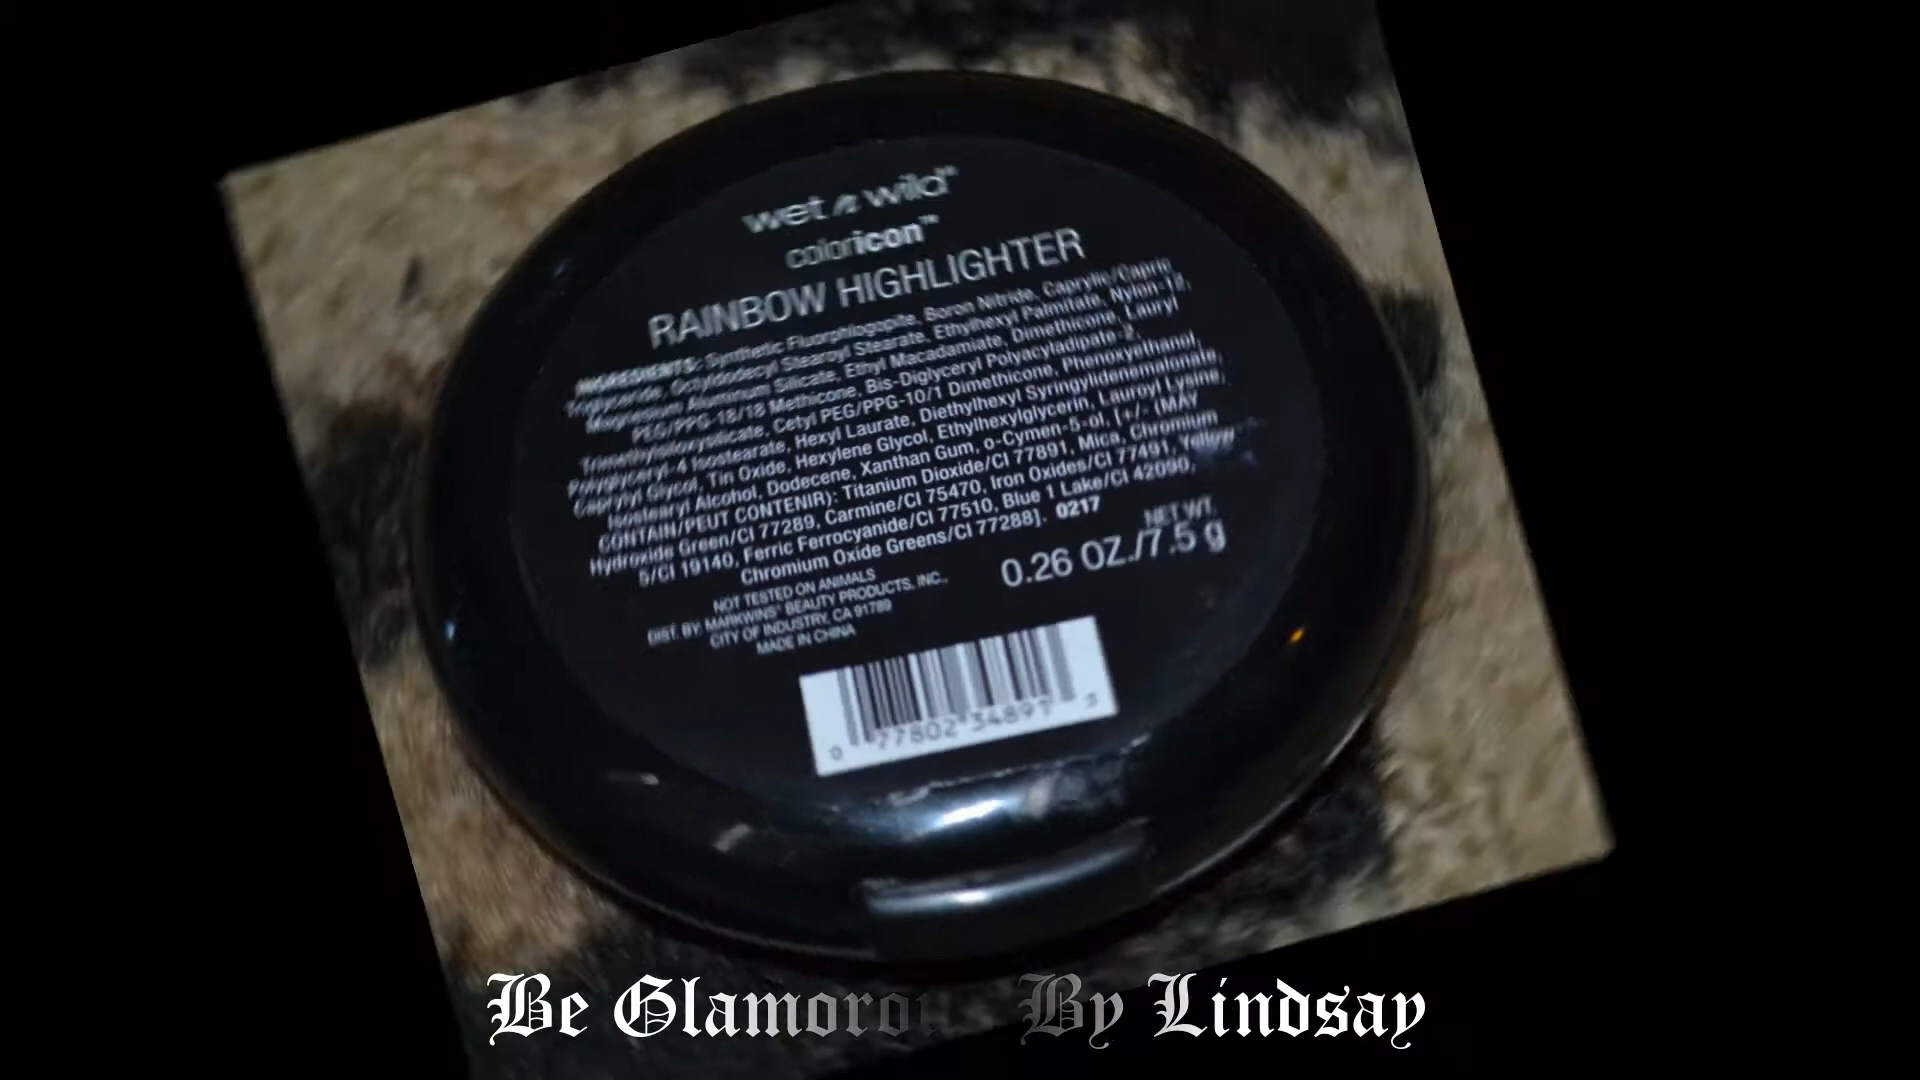 wet n wild™
coloricon™
RAINBOW HIGHLIGHTER
INGREDIENTS: Synthetic Fluorphlogopite, Boron Nitride, Caprylic/Capric
Triglyceride, Octyldodecyl Stearoyl Stearate, Ethylhexyl Palmitate, Nylon-12,
Magnesium Aluminum Silicate, Ethyl Macadamiate, Dimethicone, Lauryl
PEG/PPG-18/18 Methicone, Bis-Diglyceryl Polyacyladipate-2,
Trimethylsiloxysilicate, Cetyl PEG/PPG-10/1 Dimethicone, Phenoxyethanol,
Polyglyceryl-4 Isostearate, Hexyl Laurate, Diethylhexyl Syringylidenemalonate,
Caprylyl Glycol, Tin Oxide, Hexylene Glycol, Ethylhexylglycerin, Lauroyl Lysine,
Isostearyl Alcohol, Dodecene, Xanthan Gum, o-Cymen-5-ol, [+/- (MAY
CONTAIN/PEUT CONTENIR): Titanium Dioxide/CI 77891, Mica, Chromium
Hydroxide Green/CI 77289, Carmine/CI 75470, Iron Oxides/CI 77491, Yellow
5/CI 19140, Ferric Ferrocyanide/CI 77510, Blue 1 Lake/CI 42090,
Chromium Oxide Greens/CI 77288]. 0217
NET WT.
0.26 OZ./7.5 g
NOT TESTED ON ANIMALS
DIST. BY: MARKWINS® BEAUTY PRODUCTS, INC.,
CITY OF INDUSTRY, CA 91789
MADE IN CHINA
0 77802 34897
Be Glamorou By Lindsay